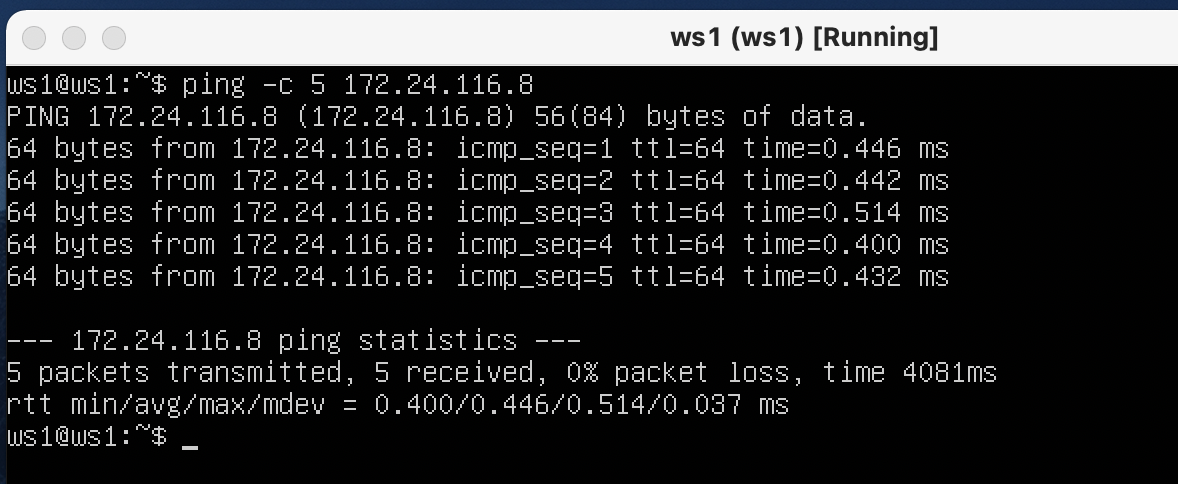 ws1 (ws1) [Running]
ws1@ws1:~$ ping -c 5 172.24.116.8
PING 172.24.116.8 (172.24.116.8) 56(84) bytes of data.
64 bytes from 172.24.116.8: icmp_seq=1 ttl=64 time=0.446 ms
64 bytes from 172.24.116.8: icmp_seq=2 ttl=64 time=0.442 ms
64 bytes from 172.24.116.8: icmp_seq=3 ttl=64 time=0.514 ms
64 bytes from 172.24.116.8: icmp_seq=4 ttl=64 time=0.400 ms
64 bytes from 172.24.116.8: icmp_seq=5 ttl=64 time=0.432 ms
--- 172.24.116.8 ping statistics ---
5 packets transmitted, 5 received, 0% packet loss, time 4081ms
rtt min/avg/max/mdev = 0.400/0.446/0.514/0.037 ms
ws1@ws1:~$ _